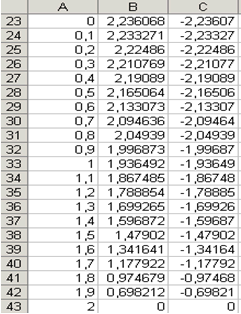 A B C
23 0 2,236068 -2,23607
24 0,1 2,233271 -2,23327
25 0,2 2,22486 -2,22486
26 0,3 2,210769 -2,21077
27 0,4 2,19089 -2,19089
28 0,5 2,165064 -2,16506
29 0,6 2,133073 -2,13307
30 0,7 2,094636 -2,09464
31 0,8 2,04939 -2,04939
32 0,9 1,996873 -1,99687
33 1 1,936492 -1,93649
34 1,1 1,867485 -1,86748
35 1,2 1,788854 -1,78885
36 1,3 1,699265 -1,69926
37 1,4 1,596872 -1,59687
38 1,5 1,47902 -1,47902
39 1,6 1,341641 -1,34164
40 1,7 1,177922 -1,17792
41 1,8 0,974679 -0,97468
42 1,9 0,698212 -0,69821
43 2 0 0